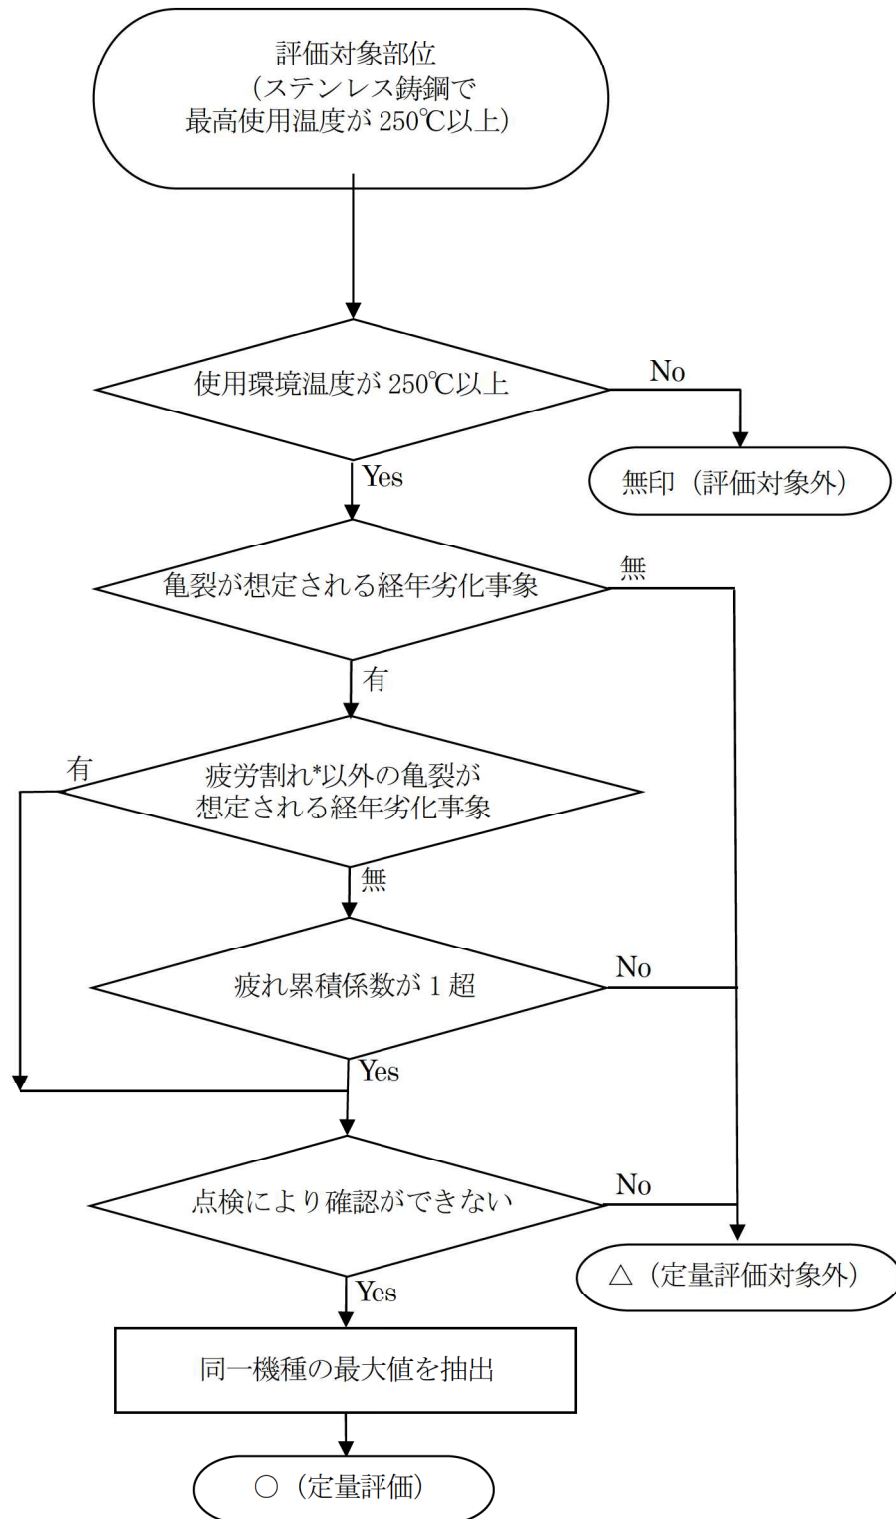 評価対象部位
（ステンレス鋳鋼で
最高使用温度が 250℃以上）
使用環境温度が 250℃以上
No
無印（評価対象外）
Yes
亀裂が想定される経年劣化事象
無
有
疲労割れ*以外の亀裂が
想定される経年劣化事象
有
無
疲れ累積係数が 1 超
No
Yes
点検により確認ができない
No
△（定量評価対象外）
Yes
同一機種の最大値を抽出
○（定量評価）